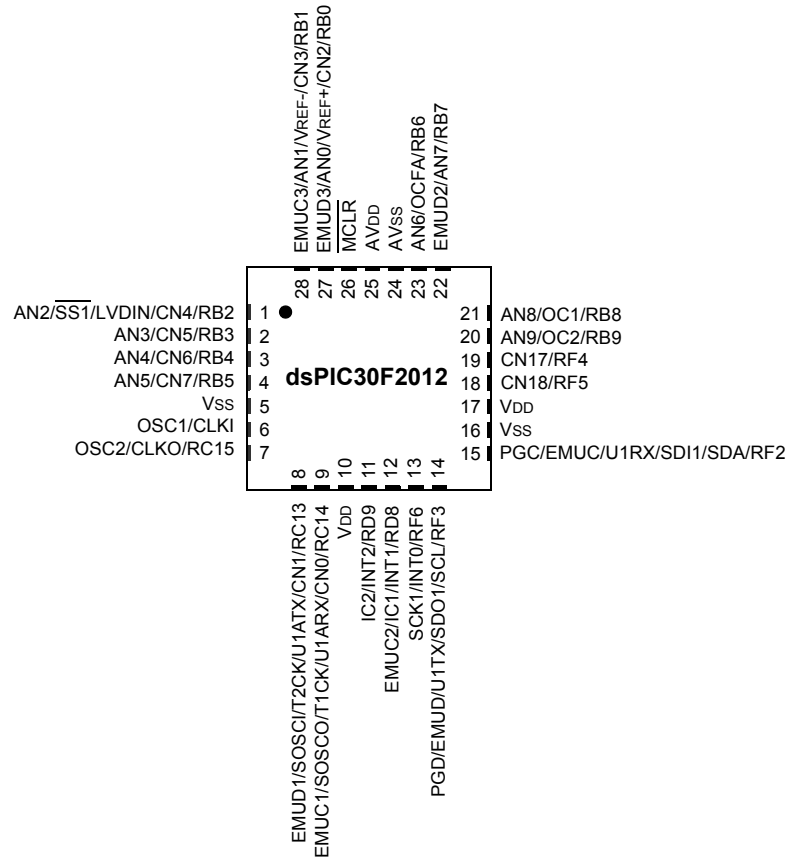 EMUC3/AN1/VREF-/CN3/RB1
EMUD3/AN0/VREF+/CN2/RB0
MCLR
AVDD
AVSS
AN6/OCFA/RB6
EMUD2/AN7/RB7
28 27 26 25 24 23 22
AN2/SS1/LVDIN/CN4/RB2 1
AN3/CN5/RB3 2
AN4/CN6/RB4 3
AN5/CN7/RB5 4
VSS 5
OSC1/CLKI 6
OSC2/CLKO/RC15 7
dsPIC30F2012
21 AN8/OC1/RB8
20 AN9/OC2/RB9
19 CN17/RF4
18 CN18/RF5
17 VDD
16 VSS
15 PGC/EMUC/U1RX/SDI1/SDA/RF2
8 9 10 11 12 13 14
EMUD1/SOSCI/T2CK/U1ATX/CN1/RC13
EMUC1/SOSCO/T1CK/U1ARX/CN0/RC14
VDD
IC2/INT2/RD9
EMUC2/IC1/INT1/RD8
SCK1/INT0/RF6
PGD/EMUD/U1TX/SDO1/SCL/RF3